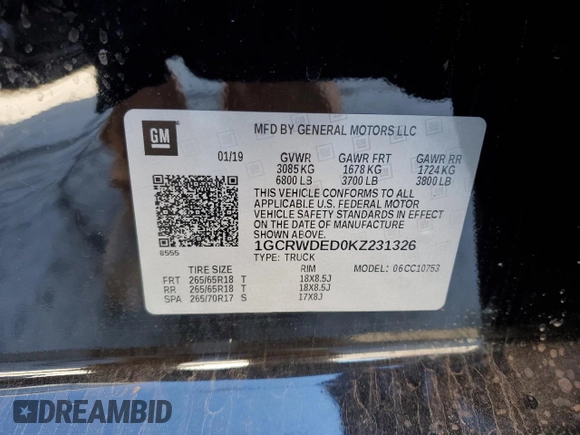 GM
MFD BY GENERAL MOTORS LLC
01/19 GVWR GAWR FRT GAWR RR
3085 KG 1678 KG 1724 KG
6800 LB 3700 LB 3800 LB
THIS VEHICLE CONFORMS TO ALL
APPLICABLE U.S. FEDERAL MOTOR
VEHICLE SAFETY STANDARDS IN EFFECT
ON THE DATE OF MANUFACTURE
SHOWN ABOVE.
8555
1GCRWDED0KZ231326
TYPE: TRUCK MODEL: 06CC10753
TIRE SIZE RIM
FRT 265/65R18 T 18X8.5J
RR 265/65R18 T 18X8.5J
SPA 265/70R17 S 17X8J
DREAMBID